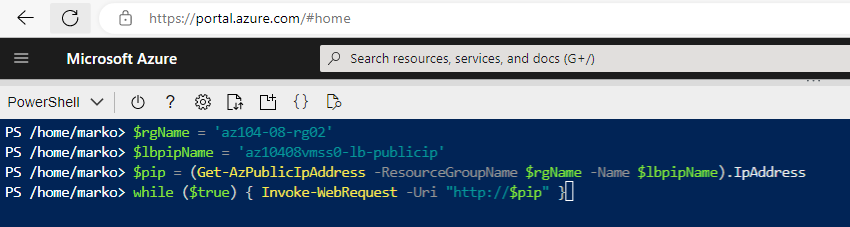 https://portal.azure.com/#home
Microsoft Azure
Search resources, services, and docs (G+/)
PowerShell
PS /home/marko> $rgName = 'az104-08-rg02'
PS /home/marko> $lbpipName = 'az10408vmss0-lb-publicip'
PS /home/marko> $pip = (Get-AzPublicIpAddress -ResourceGroupName $rgName -Name $lbpipName).IpAddress
PS /home/marko> while ($true) { Invoke-WebRequest -Uri "http://$pip" }